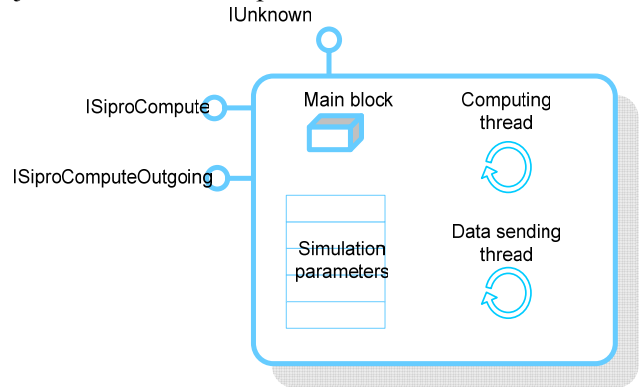 IUnknown
ISiproCompute
ISiproComputeOutgoing
Main block
Computing
thread
Simulation
parameters
Data sending
thread